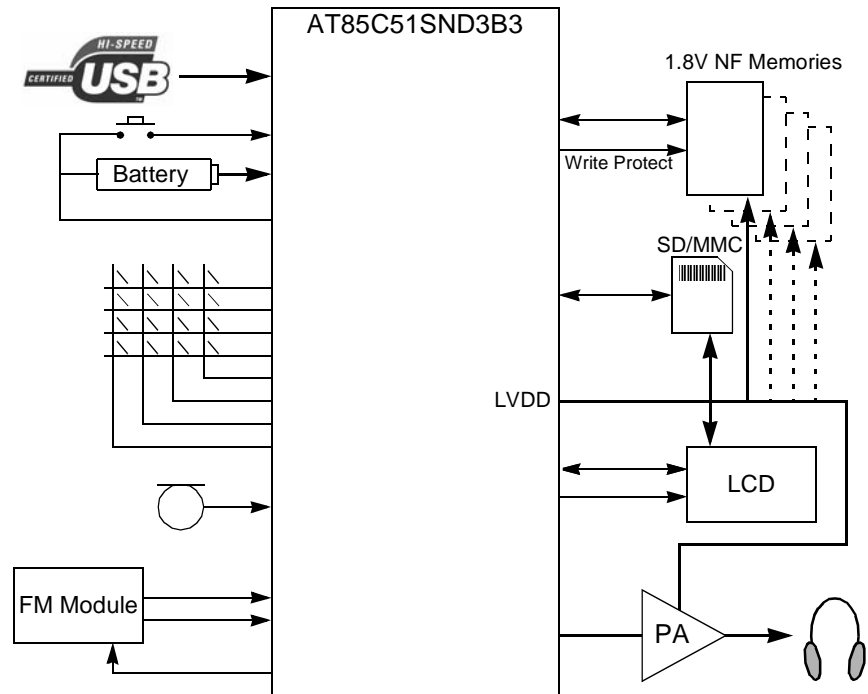 AT85C51SND3B3
HI-SPEED
CERTIFIED
USB
TM
1.8V NF Memories
Battery
Write Protect
SD/MMC
LVDD
LCD
FM Module
PA